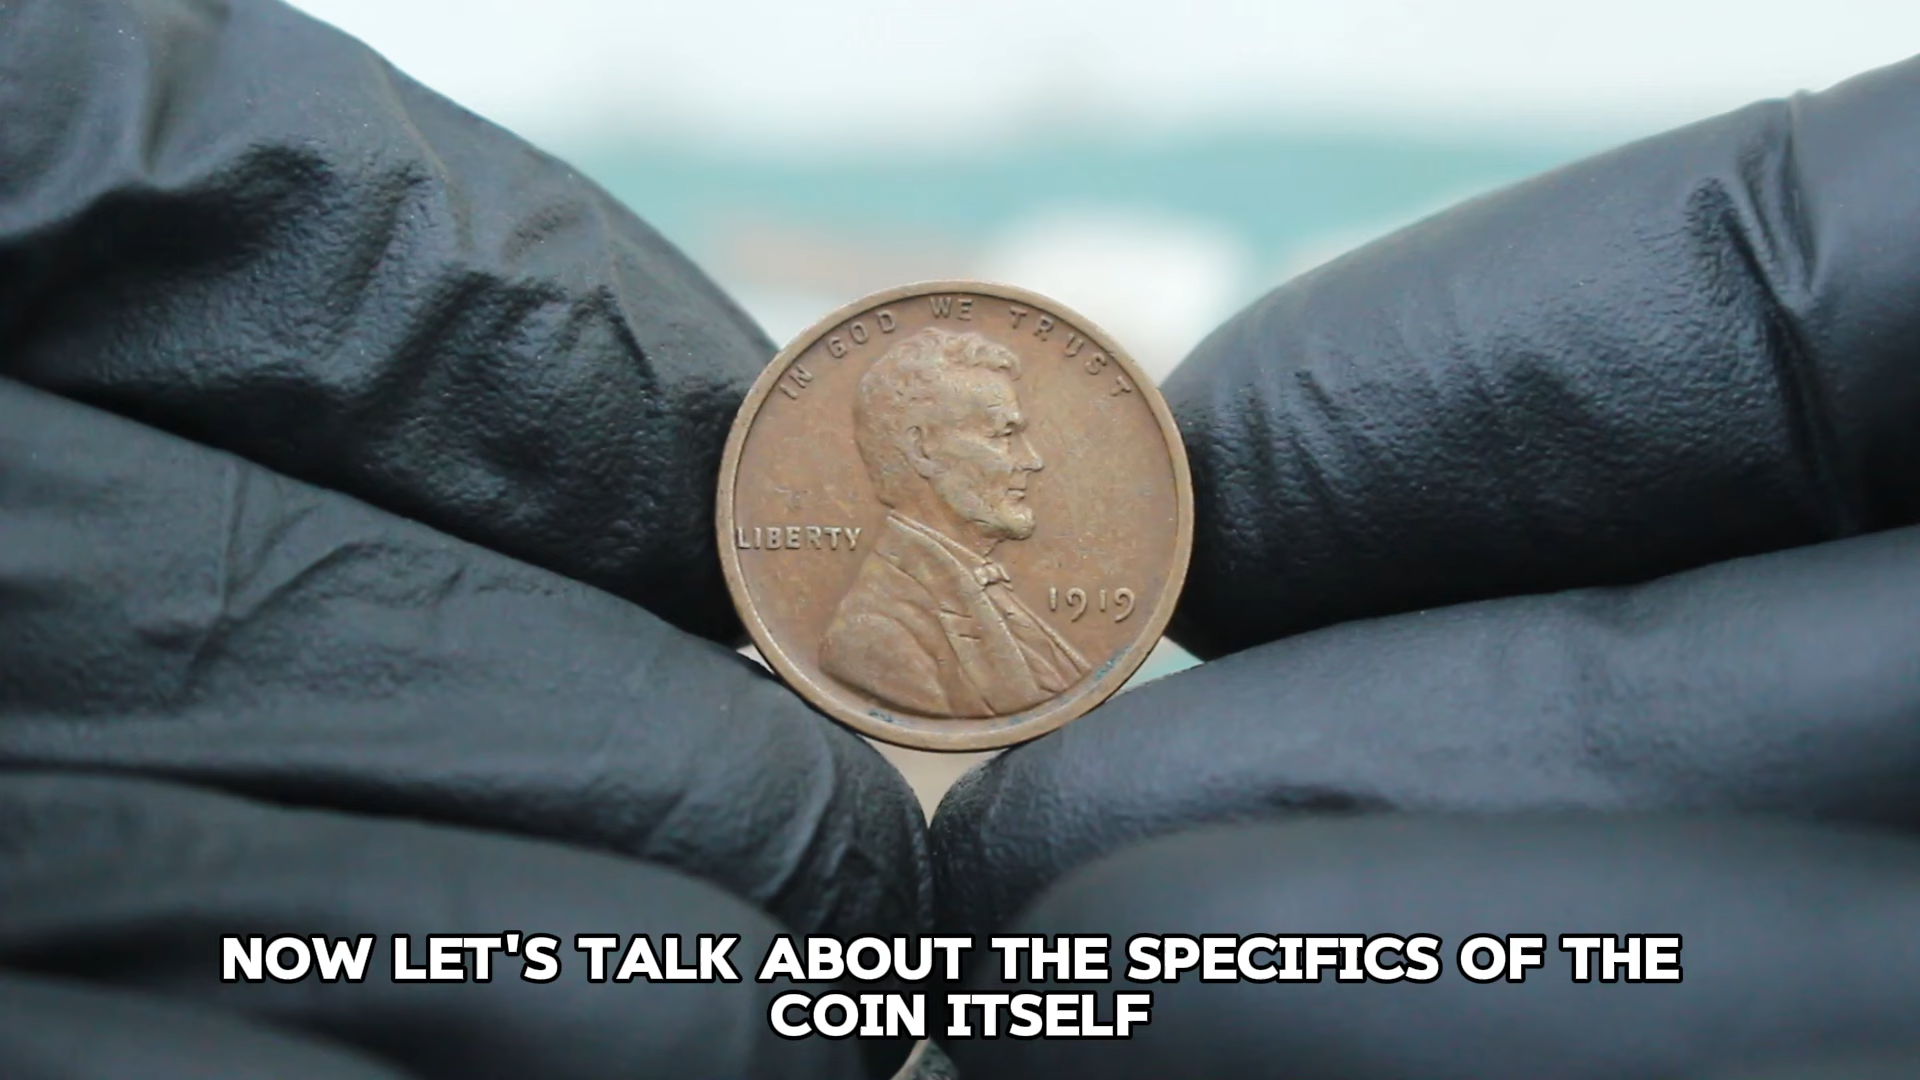 IN GOD WE TRUST
LIBERTY
1919
NOW LET'S TALK ABOUT THE SPECIFICS OF THE
COIN ITSELF